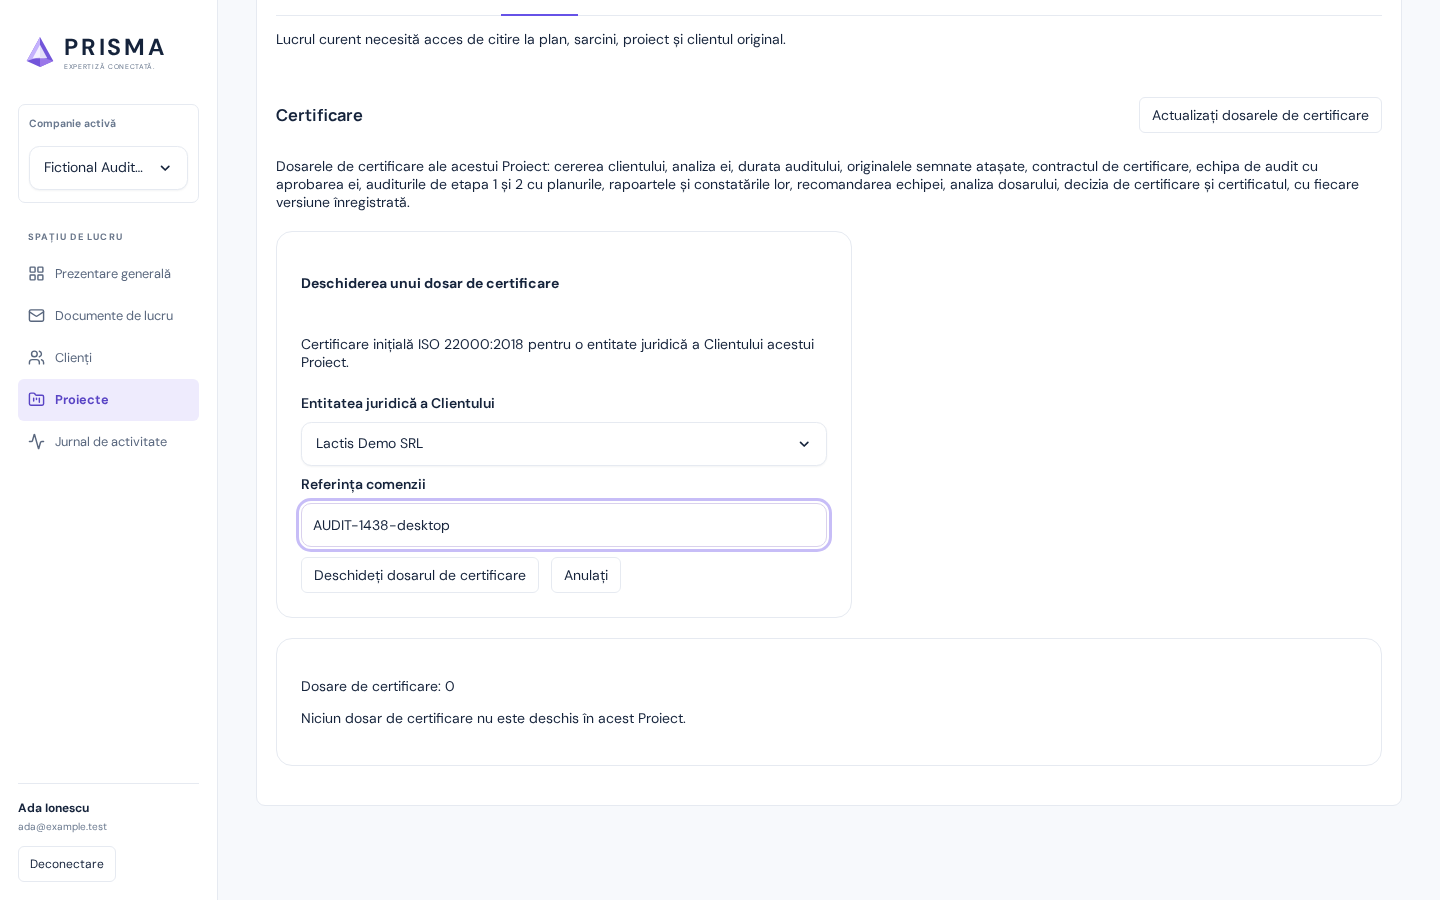 PRISMA
EXPERTIZĂ CONECTATĂ.
Companie activă
Fictional Audit...
SPAȚIU DE LUCRU
Prezentare generală
Documente de lucru
Clienți
Proiecte
Jurnal de activitate
Ada Ionescu
ada@example.test
Deconectare
Lucrul curent necesită acces de citire la plan, sarcini, proiect și clientul original.
Certificare
Actualizați dosarele de certificare
Dosarele de certificare ale acestui Proiect: cererea clientului, analiza ei, durata auditului, originalele semnate atașate, contractul de certificare, echipa de audit cu
aprobarea ei, auditurile de etapa 1 și 2 cu planurile, rapoartele și constatările lor, recomandarea echipei, analiza dosarului, decizia de certificare și certificatul, cu fiecare
versiune înregistrată.
Deschiderea unui dosar de certificare
Certificare inițială ISO 22000:2018 pentru o entitate juridică a Clientului acestui
Proiect.
Entitatea juridică a Clientului
Lactis Demo SRL
Referința comenzii
AUDIT-1438-desktop
Deschideți dosarul de certificare
Anulați
Dosare de certificare: 0
Niciun dosar de certificare nu este deschis în acest Proiect.